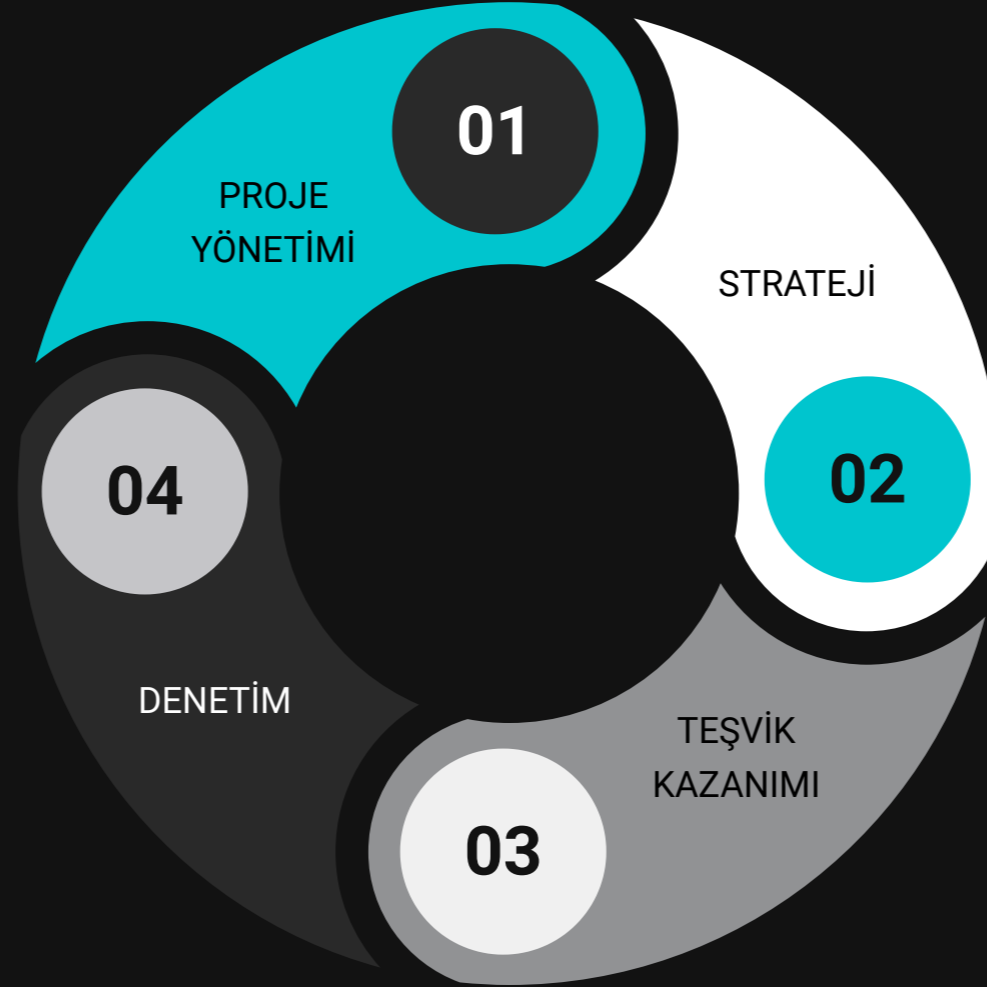 01
PROJE
YÖNETİMİ
STRATEJİ
02
TEŞVİK
KAZANIMI
03
04
DENETİM